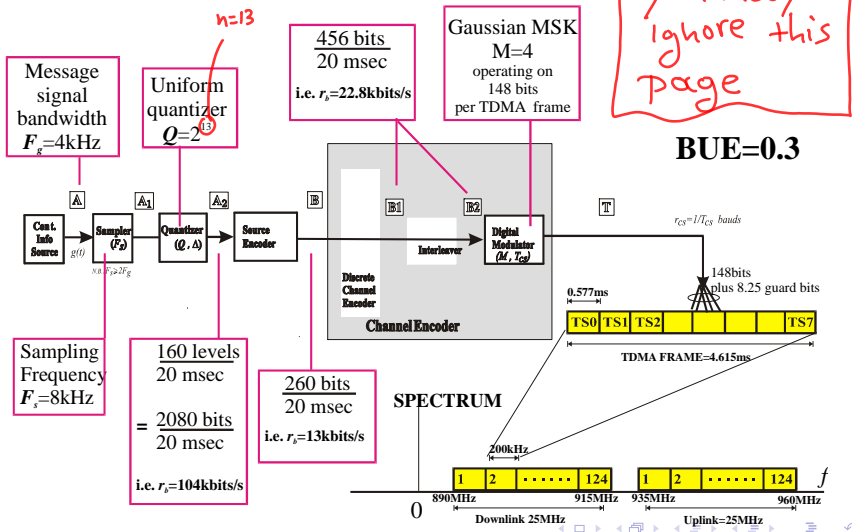 n=13
ignore this
page
Message
signal
bandwidth
Fg=4kHz
Uniform
quantizer
Q=2^13
456 bits
20 msec
i.e. rb=22.8kbits/s
Gaussian MSK
M=4
operating on
148 bits
per TDMA frame
BUE=0.3
A
A1
A2
B
B1
B2
T
rCS=1/TCS bauds
Cont.
Info
Source
g(t)
Sampler
(FS)
N.B. Fs≥2Fg
Quantizer
(Q , Δ)
Source
Encoder
Discrete
Channel
Encoder
Interleaver
Digital
Modulator
(M , TCS)
Channel Encoder
148bits
plus 8.25 guard bits
0.577ms
TS0 TS1 TS2 TS7
TDMA FRAME=4.615ms
Sampling
Frequency
Fs=8kHz
160 levels
20 msec
= 2080 bits
20 msec
i.e. rb=104kbits/s
260 bits
20 msec
i.e. rb=13kbits/s
SPECTRUM
200kHz
1 2 ...... 124 1 2 ...... 124 f
0 890MHz 915MHz 935MHz 960MHz
Downlink 25MHz Uplink=25MHz